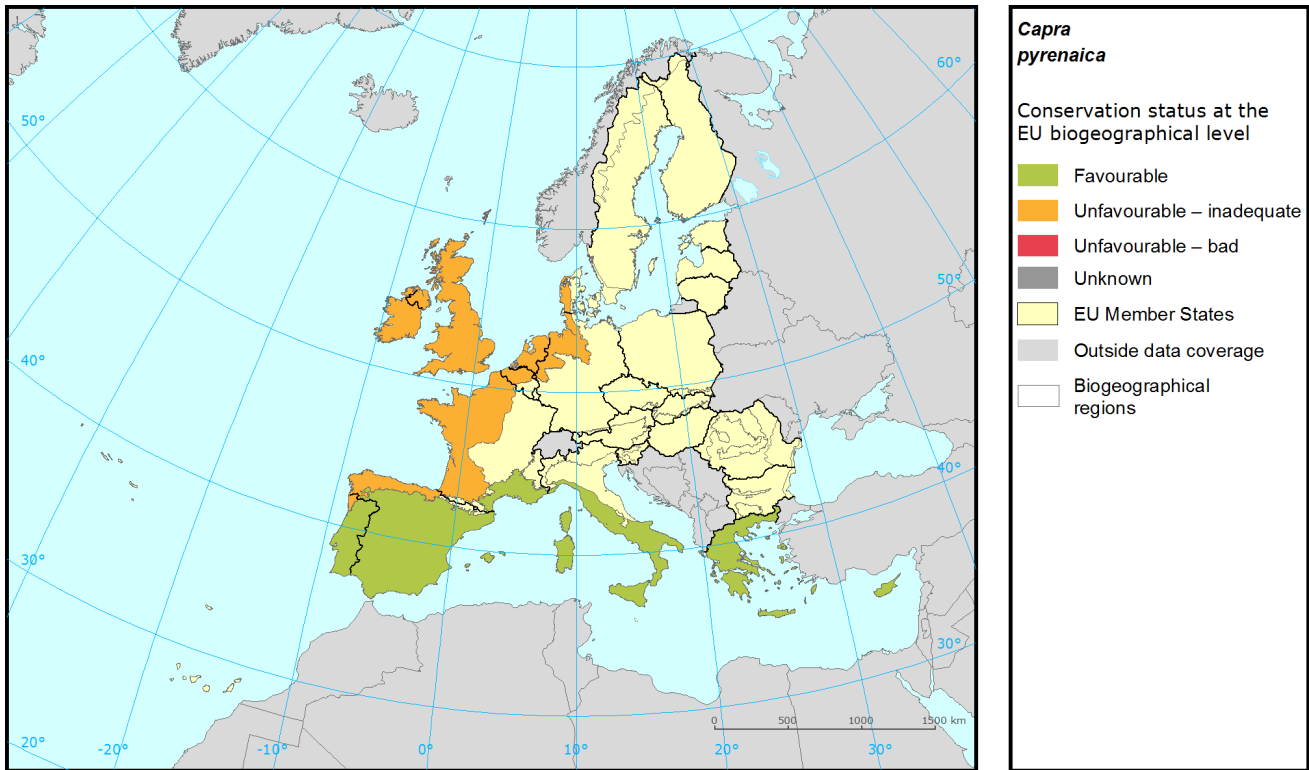 60°
50°
50°
40°
40°
30°
30°
20°
-20°
-10°
0°
10°
20°
30°
0 500 1000 1500 km
Capra
pyrenaica
Conservation status at the
EU biogeographical level
Favourable
Unfavourable – inadequate
Unfavourable – bad
Unknown
EU Member States
Outside data coverage
Biogeographical
regions